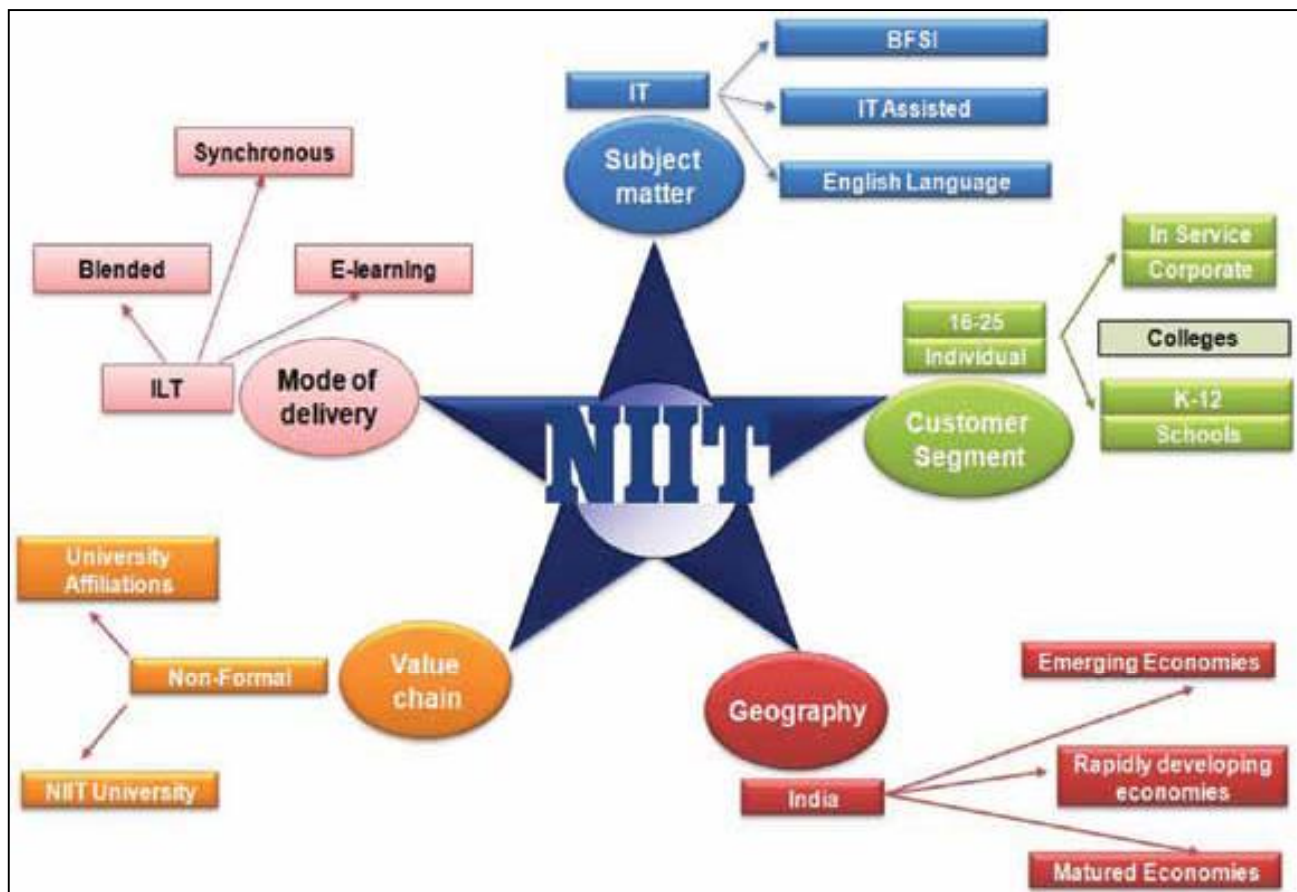 BFSI
IT
IT Assisted
English Language
Subject
matter
Synchronous
Blended
E-learning
ILT
Mode of
delivery
In Service
Corporate
16-25
Individual
Colleges
K-12
Schools
Customer
Segment
NIIT
University
Affiliations
Non-Formal
NIIT University
Value
chain
Geography
India
Emerging Economies
Rapidly developing
economies
Matured Economies